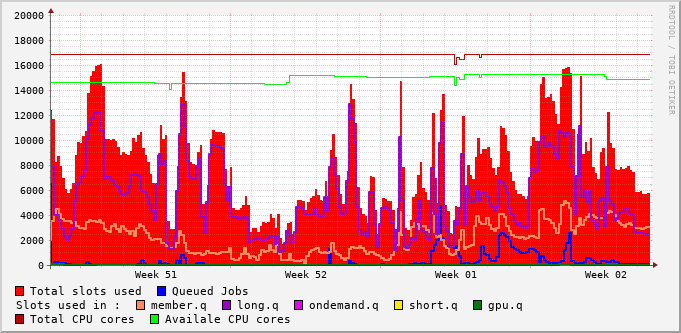 RRDTOOL / TOBI OETIKER
20000
18000
16000
14000
12000
10000
8000
6000
4000
2000
0
Week 51 Week 52 Week 01 Week 02
Total slots used Queued Jobs
Slots used in : member.q long.q ondemand.q short.q gpu.q
Total CPU cores Availale CPU cores